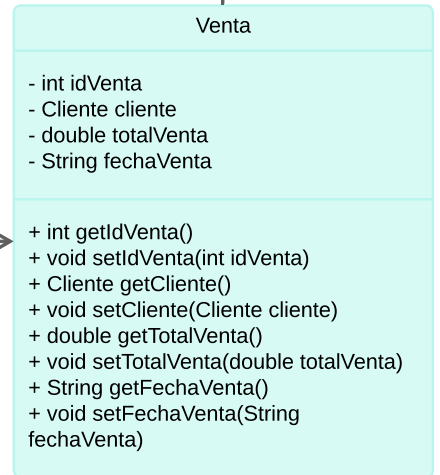 Venta
- int idVenta
- Cliente cliente
- double totalVenta
- String fechaVenta
+ int getIdVenta()
+ void setIdVenta(int idVenta)
+ Cliente getCliente()
+ void setCliente(Cliente cliente)
+ double getTotalVenta()
+ void setTotalVenta(double totalVenta)
+ String getFechaVenta()
+ void setFechaVenta(String
fechaVenta)